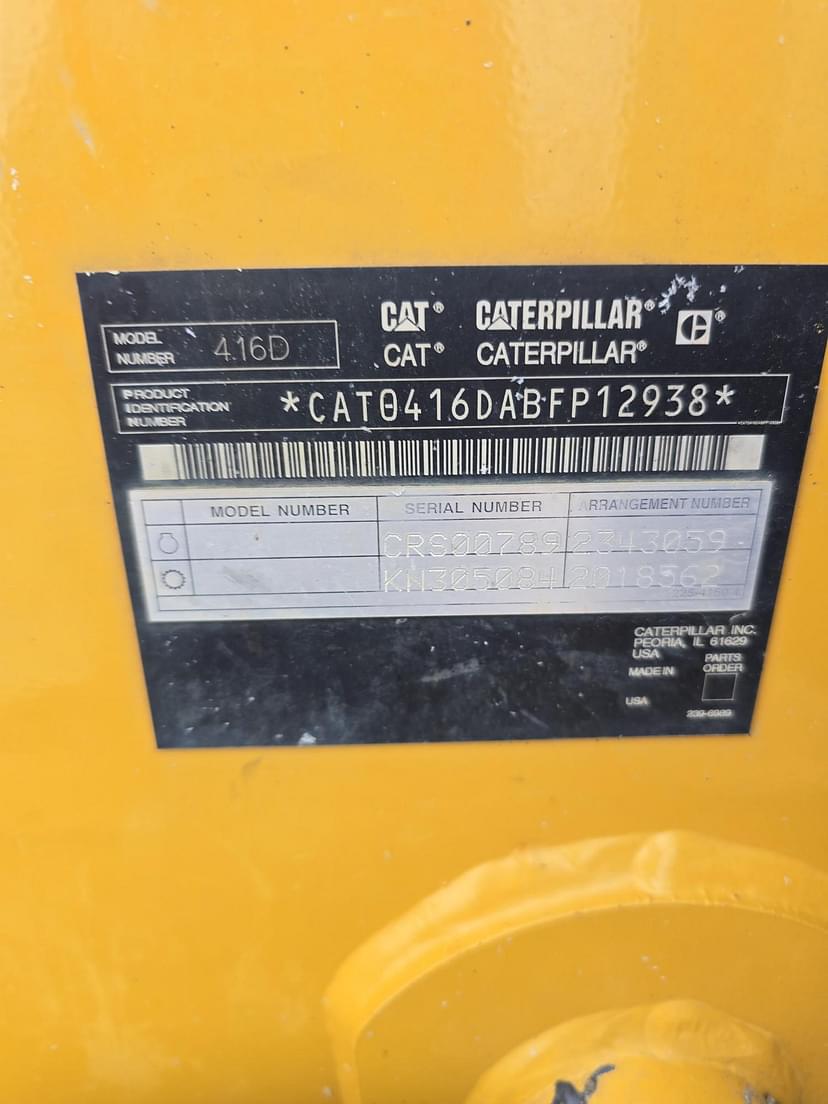 CAT® CATERPILLAR®
CAT® CATERPILLAR®
MODEL
NUMBER 416D
PRODUCT
IDENTIFICATION
NUMBER
*CAT0416DABFP12938*
MODEL NUMBER SERIAL NUMBER ARRANGEMENT NUMBER
CRS00789 2343059
KN305084 2018562
CATERPILLAR INC.
PEORIA, IL 61629
USA
PARTS
ORDER
MADE IN
USA
239-6989